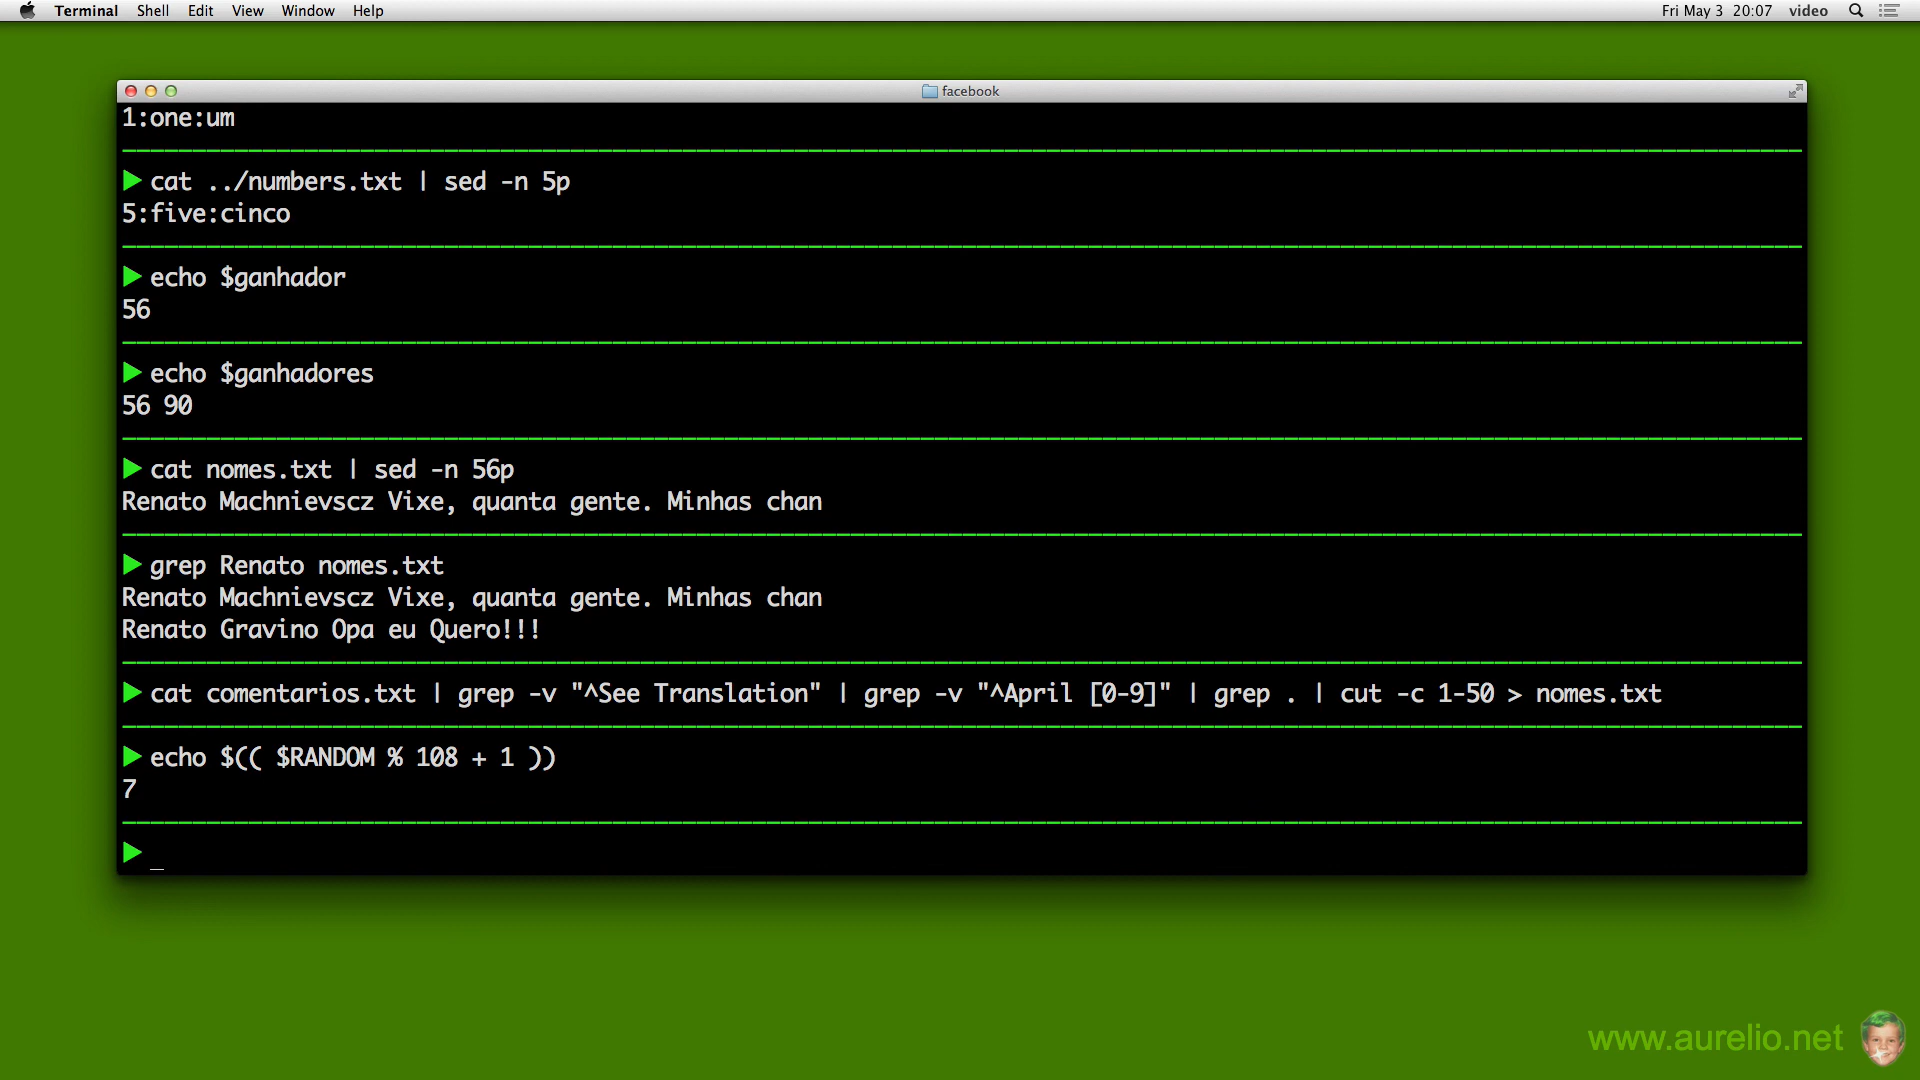 Terminal Shell Edit View Window Help Fri May 3 20:07 video
facebook
1:one:um
cat ../numbers.txt | sed -n 5p
5:five:cinco
echo $ganhador
56
echo $ganhadores
56 90
cat nomes.txt | sed -n 56p
Renato Machnievscz Vixe, quanta gente. Minhas chan
grep Renato nomes.txt
Renato Machnievscz Vixe, quanta gente. Minhas chan
Renato Gravino Opa eu Quero!!!
cat comentarios.txt | grep -v "^See Translation" | grep -v "^April [0-9]" | grep . | cut -c 1-50 > nomes.txt
echo $(( $RANDOM % 108 + 1 ))
7
www.aurelio.net